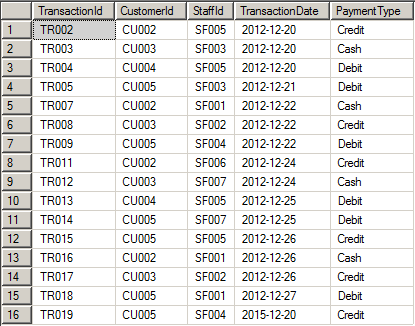 TransactionId CustomerId StaffId TransactionDate PaymentType
1 TR002 CU002 SF005 2012-12-20 Credit
2 TR003 CU003 SF003 2012-12-20 Cash
3 TR004 CU004 SF005 2012-12-20 Debit
4 TR005 CU005 SF003 2012-12-21 Debit
5 TR007 CU002 SF001 2012-12-22 Cash
6 TR008 CU003 SF002 2012-12-22 Credit
7 TR009 CU005 SF004 2012-12-22 Debit
8 TR011 CU002 SF006 2012-12-24 Credit
9 TR012 CU003 SF007 2012-12-24 Cash
10 TR013 CU004 SF005 2012-12-25 Debit
11 TR014 CU005 SF007 2012-12-25 Debit
12 TR015 CU005 SF005 2012-12-26 Credit
13 TR016 CU002 SF001 2012-12-26 Cash
14 TR017 CU003 SF002 2012-12-26 Credit
15 TR018 CU005 SF001 2012-12-27 Debit
16 TR019 CU005 SF004 2015-12-20 Credit